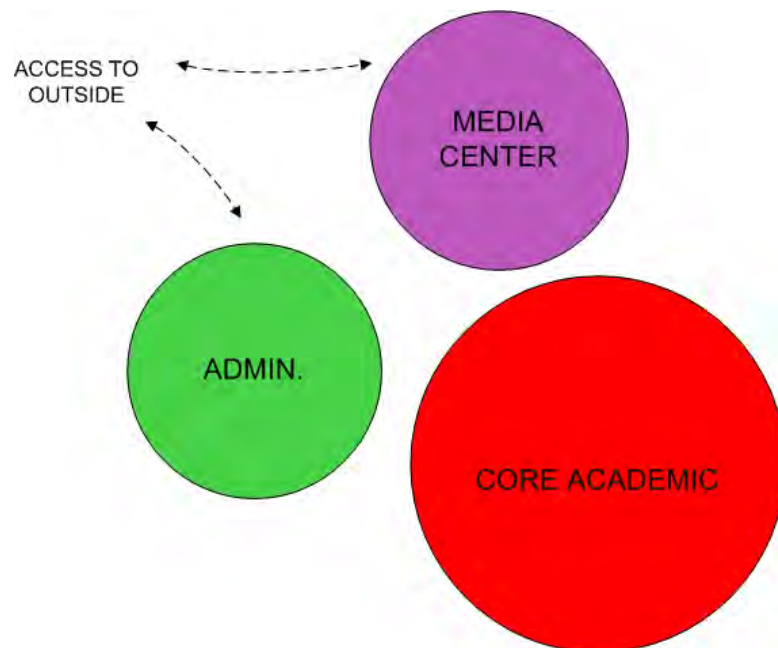 ACCESS TO
OUTSIDE
MEDIA
CENTER
ADMIN.
CORE ACADEMIC